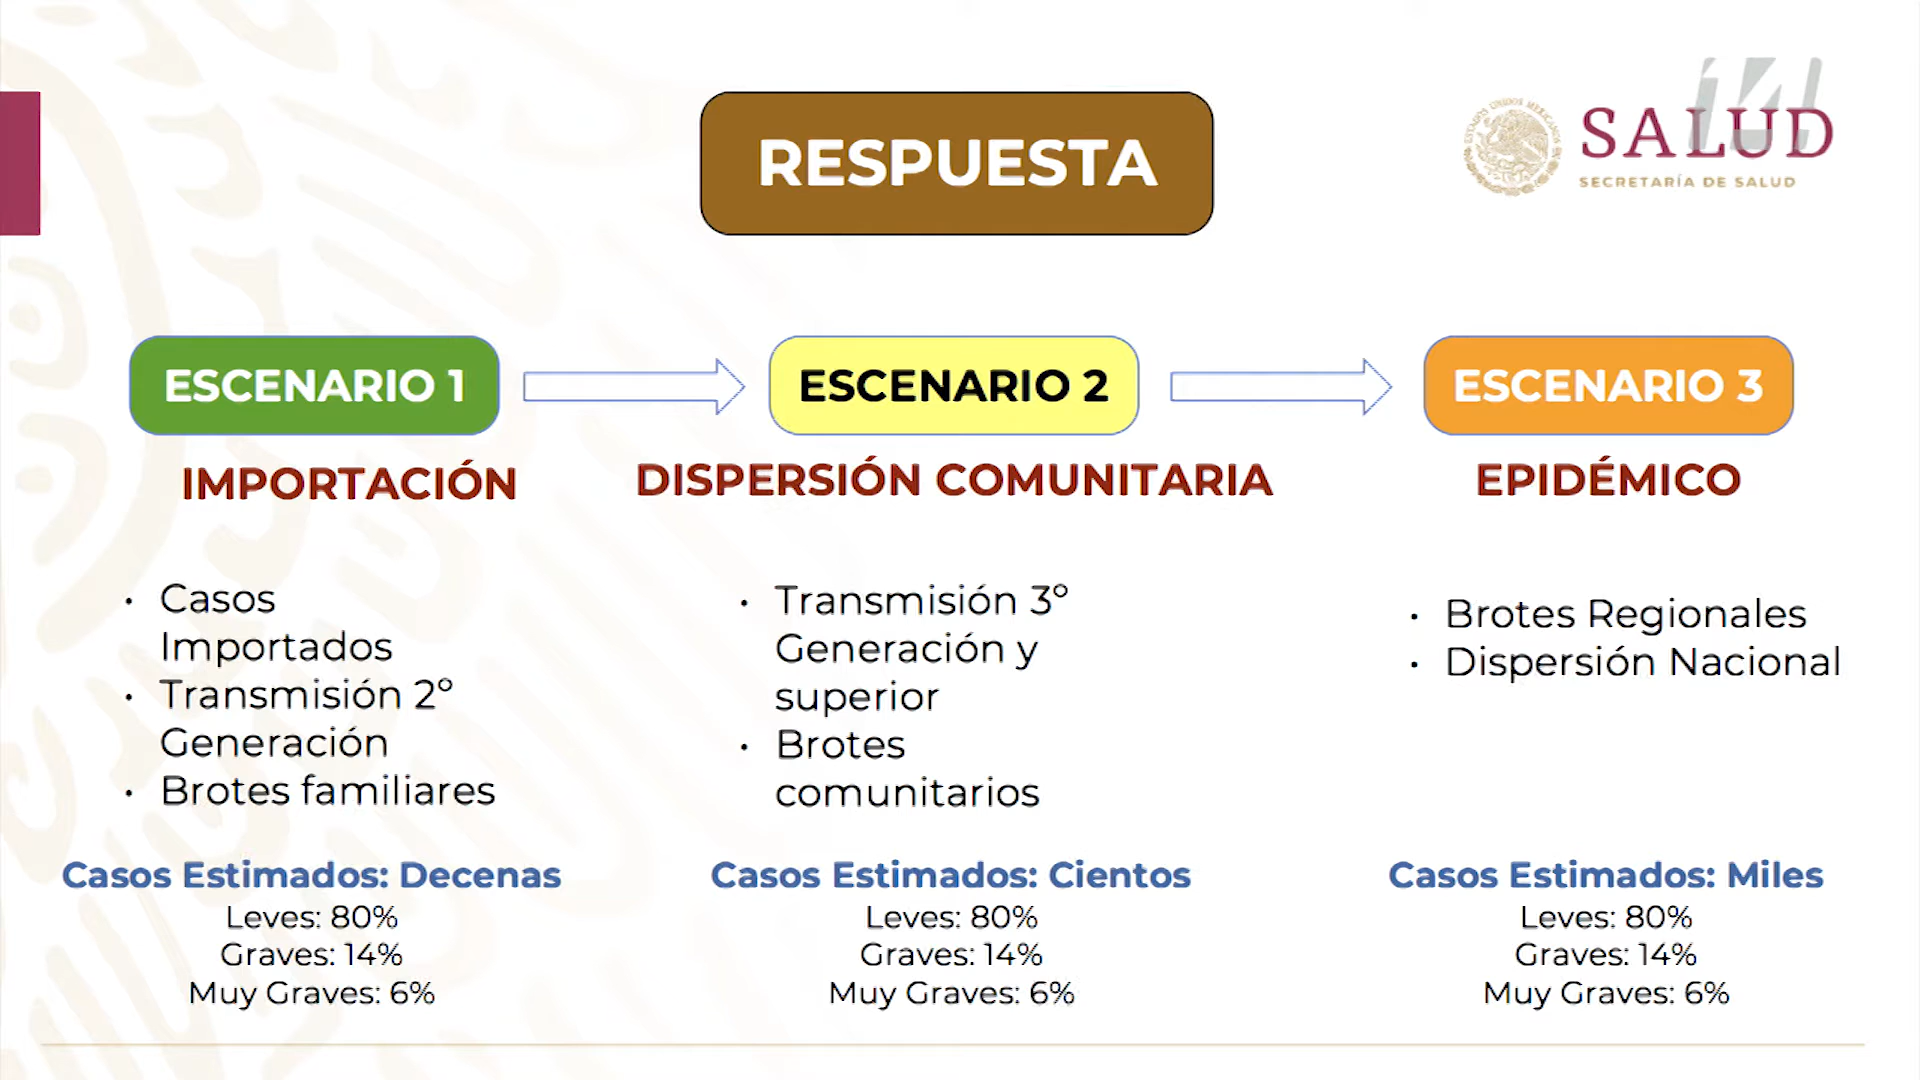 RESPUESTA
14
SALUD
SECRETARÍA DE SALUD
ESCENARIO 1
IMPORTACIÓN
• Casos
Importados
• Transmisión 2º
Generación
• Brotes familiares
Casos Estimados: Decenas
Leves: 80%
Graves: 14%
Muy Graves: 6%
ESCENARIO 2
DISPERSIÓN COMUNITARIA
• Transmisión 3º
Generación y
superior
• Brotes
comunitarios
Casos Estimados: Cientos
Leves: 80%
Graves: 14%
Muy Graves: 6%
ESCENARIO 3
EPIDÉMICO
• Brotes Regionales
• Dispersión Nacional
Casos Estimados: Miles
Leves: 80%
Graves: 14%
Muy Graves: 6%